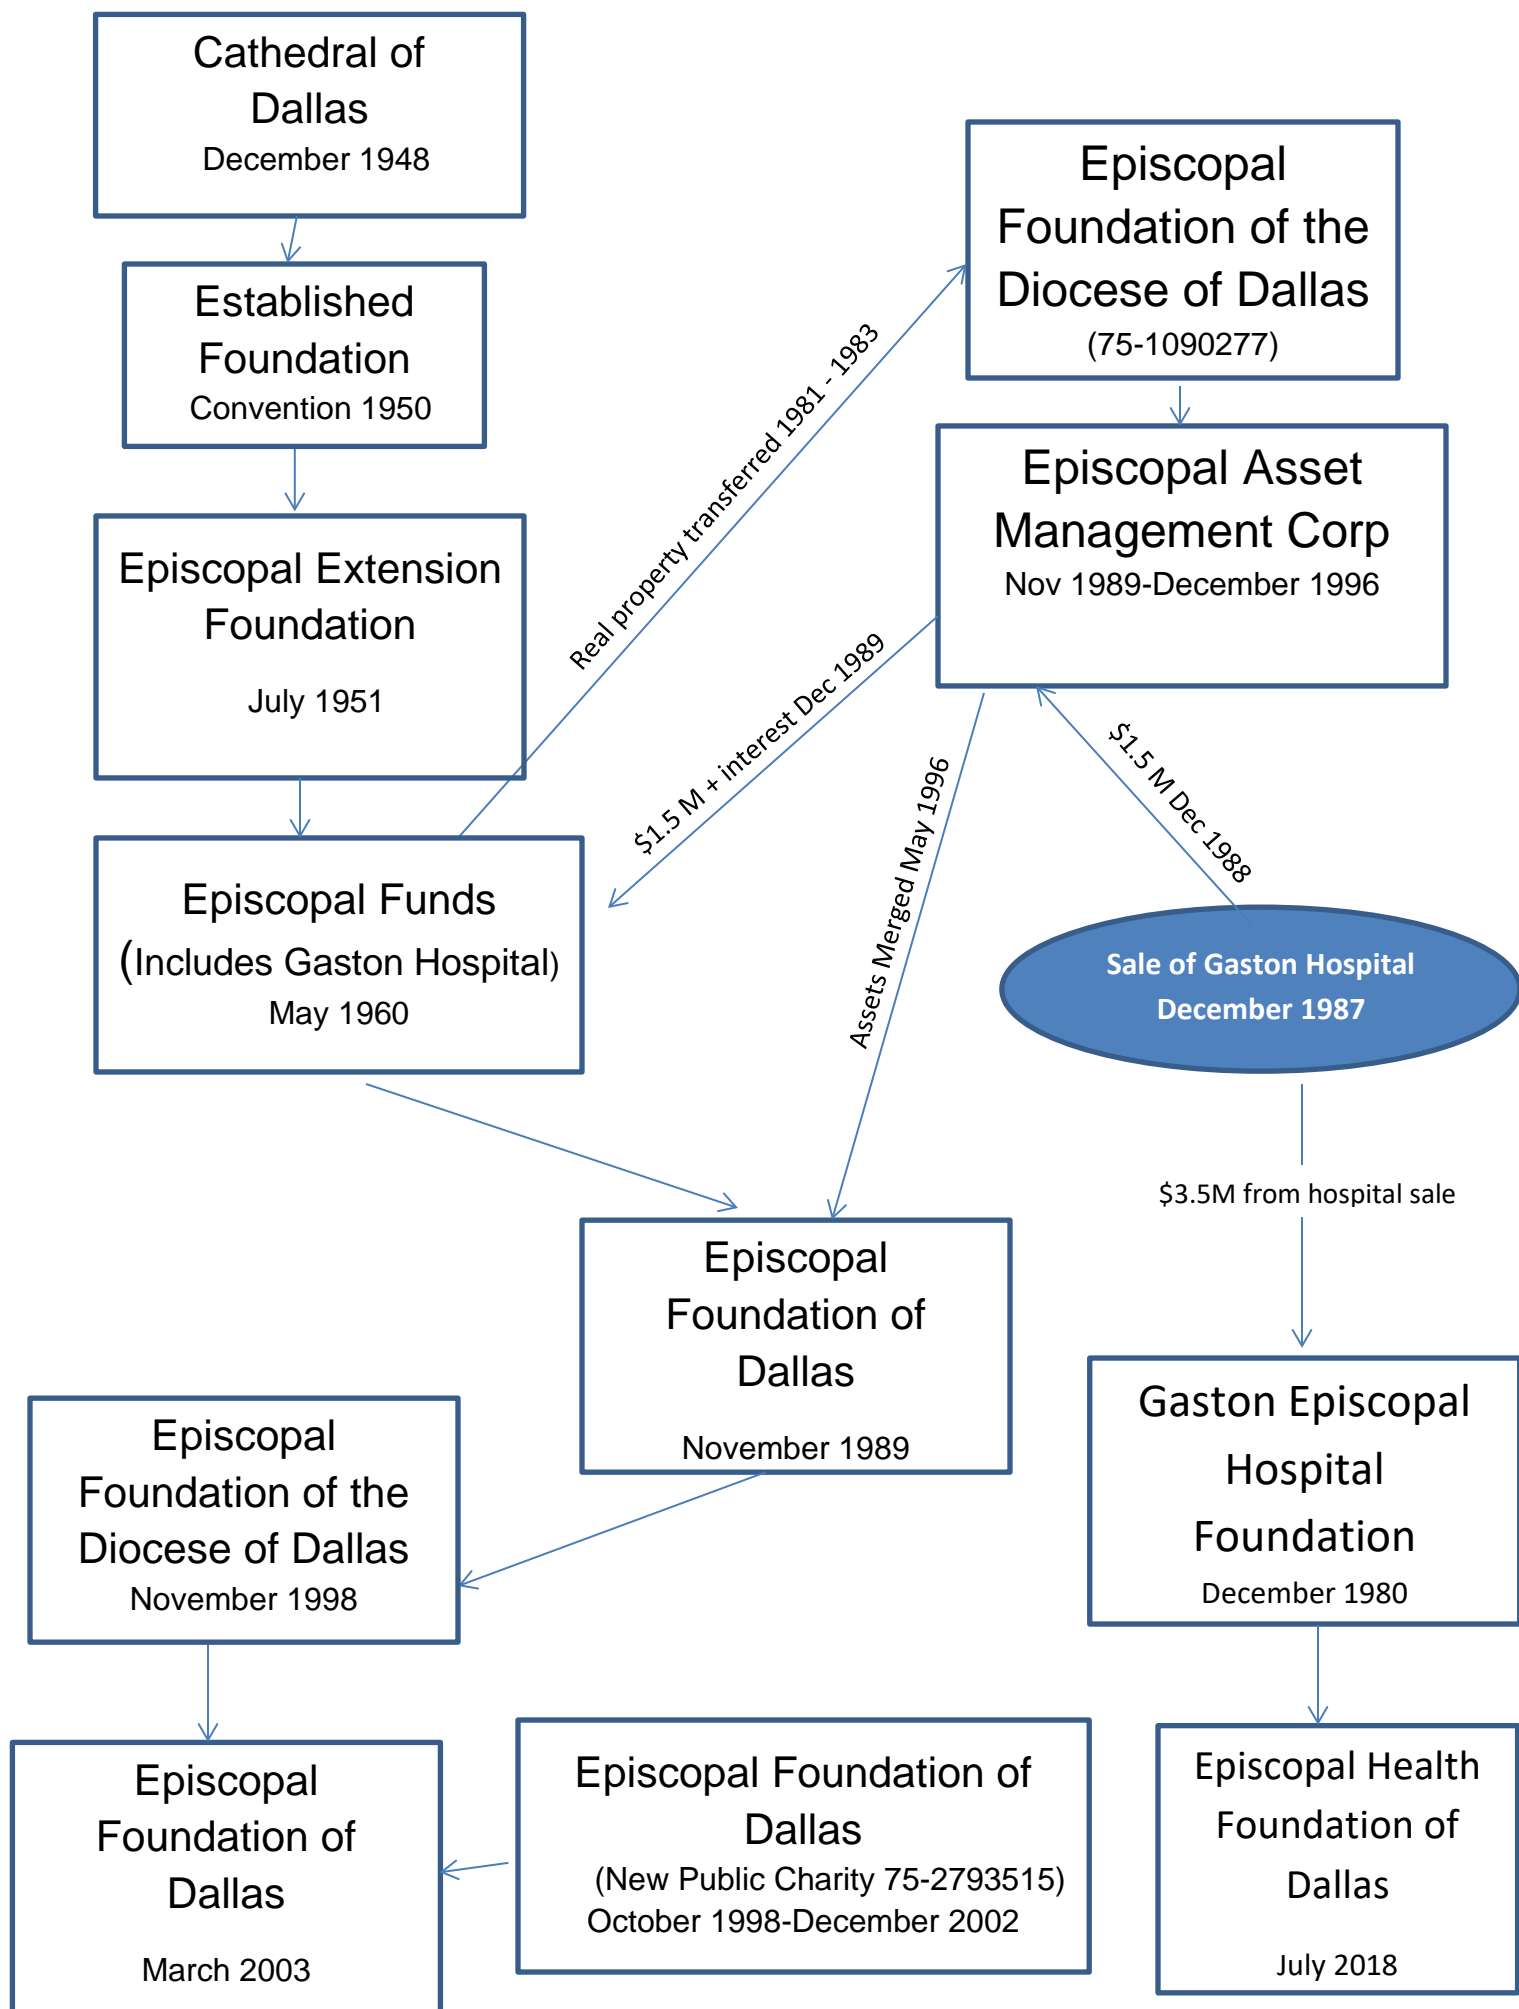 Cathedral of
Dallas
December 1948
Episcopal
Foundation of the
Diocese of Dallas
(75-1090277)
Established
Foundation
Convention 1950
Real property transferred 1981 - 1983
Episcopal Asset
Management Corp
Nov 1989-December 1996
Episcopal Extension
Foundation
July 1951
$1.5 M + interest Dec 1989
Assets Merged May 1996
$1.5 M Dec 1988
Episcopal Funds
(Includes Gaston Hospital)
May 1960
Sale of Gaston Hospital
December 1987
$3.5M from hospital sale
Episcopal
Foundation of
Dallas
November 1989
Gaston Episcopal
Hospital
Foundation
December 1980
Episcopal
Foundation of the
Diocese of Dallas
November 1998
Episcopal
Foundation of
Dallas
March 2003
Episcopal Foundation of
Dallas
(New Public Charity 75-2793515)
October 1998-December 2002
Episcopal Health
Foundation of
Dallas
July 2018